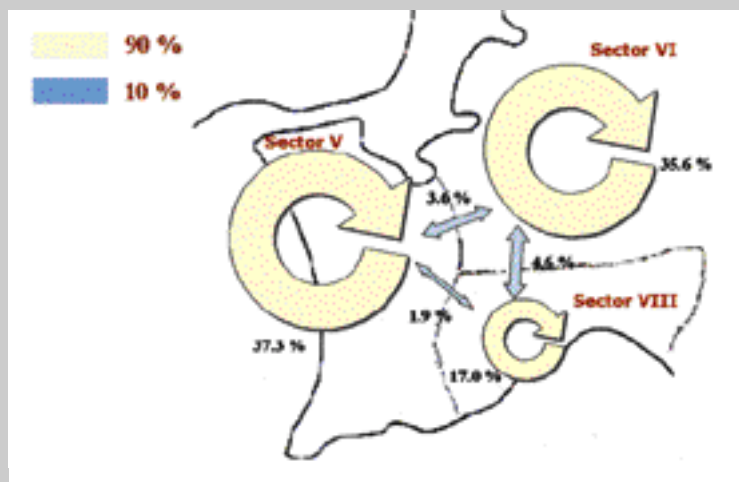 90 %
10 %
Sector VI
Sector V
35.6 %
3.6 %
4.6 %
Sector VIII
1.9 %
37.3 %
17.0 %